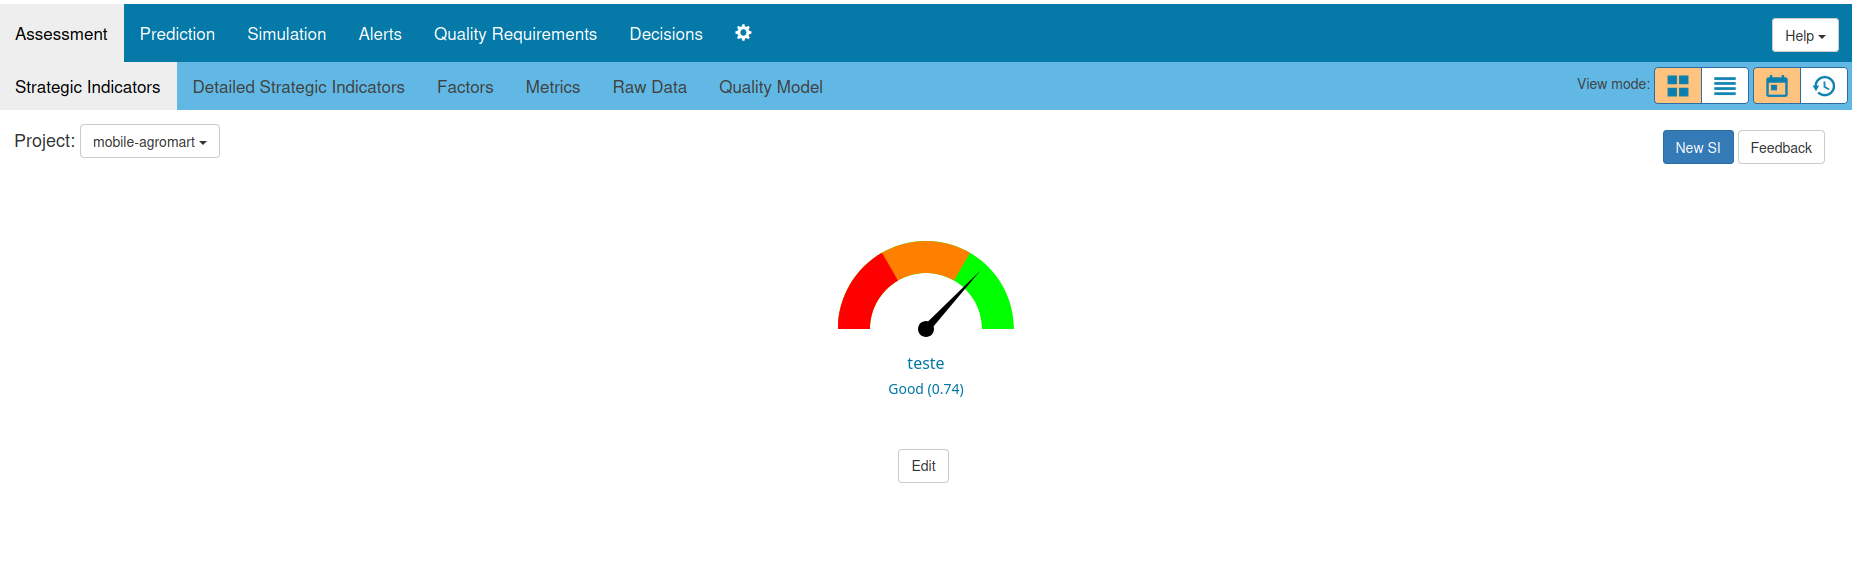 Assessment Prediction Simulation Alerts Quality Requirements Decisions Help
Strategic Indicators Detailed Strategic Indicators Factors Metrics Raw Data Quality Model View mode:
Project: mobile-agromart New SI Feedback
teste
Good (0.74)
Edit